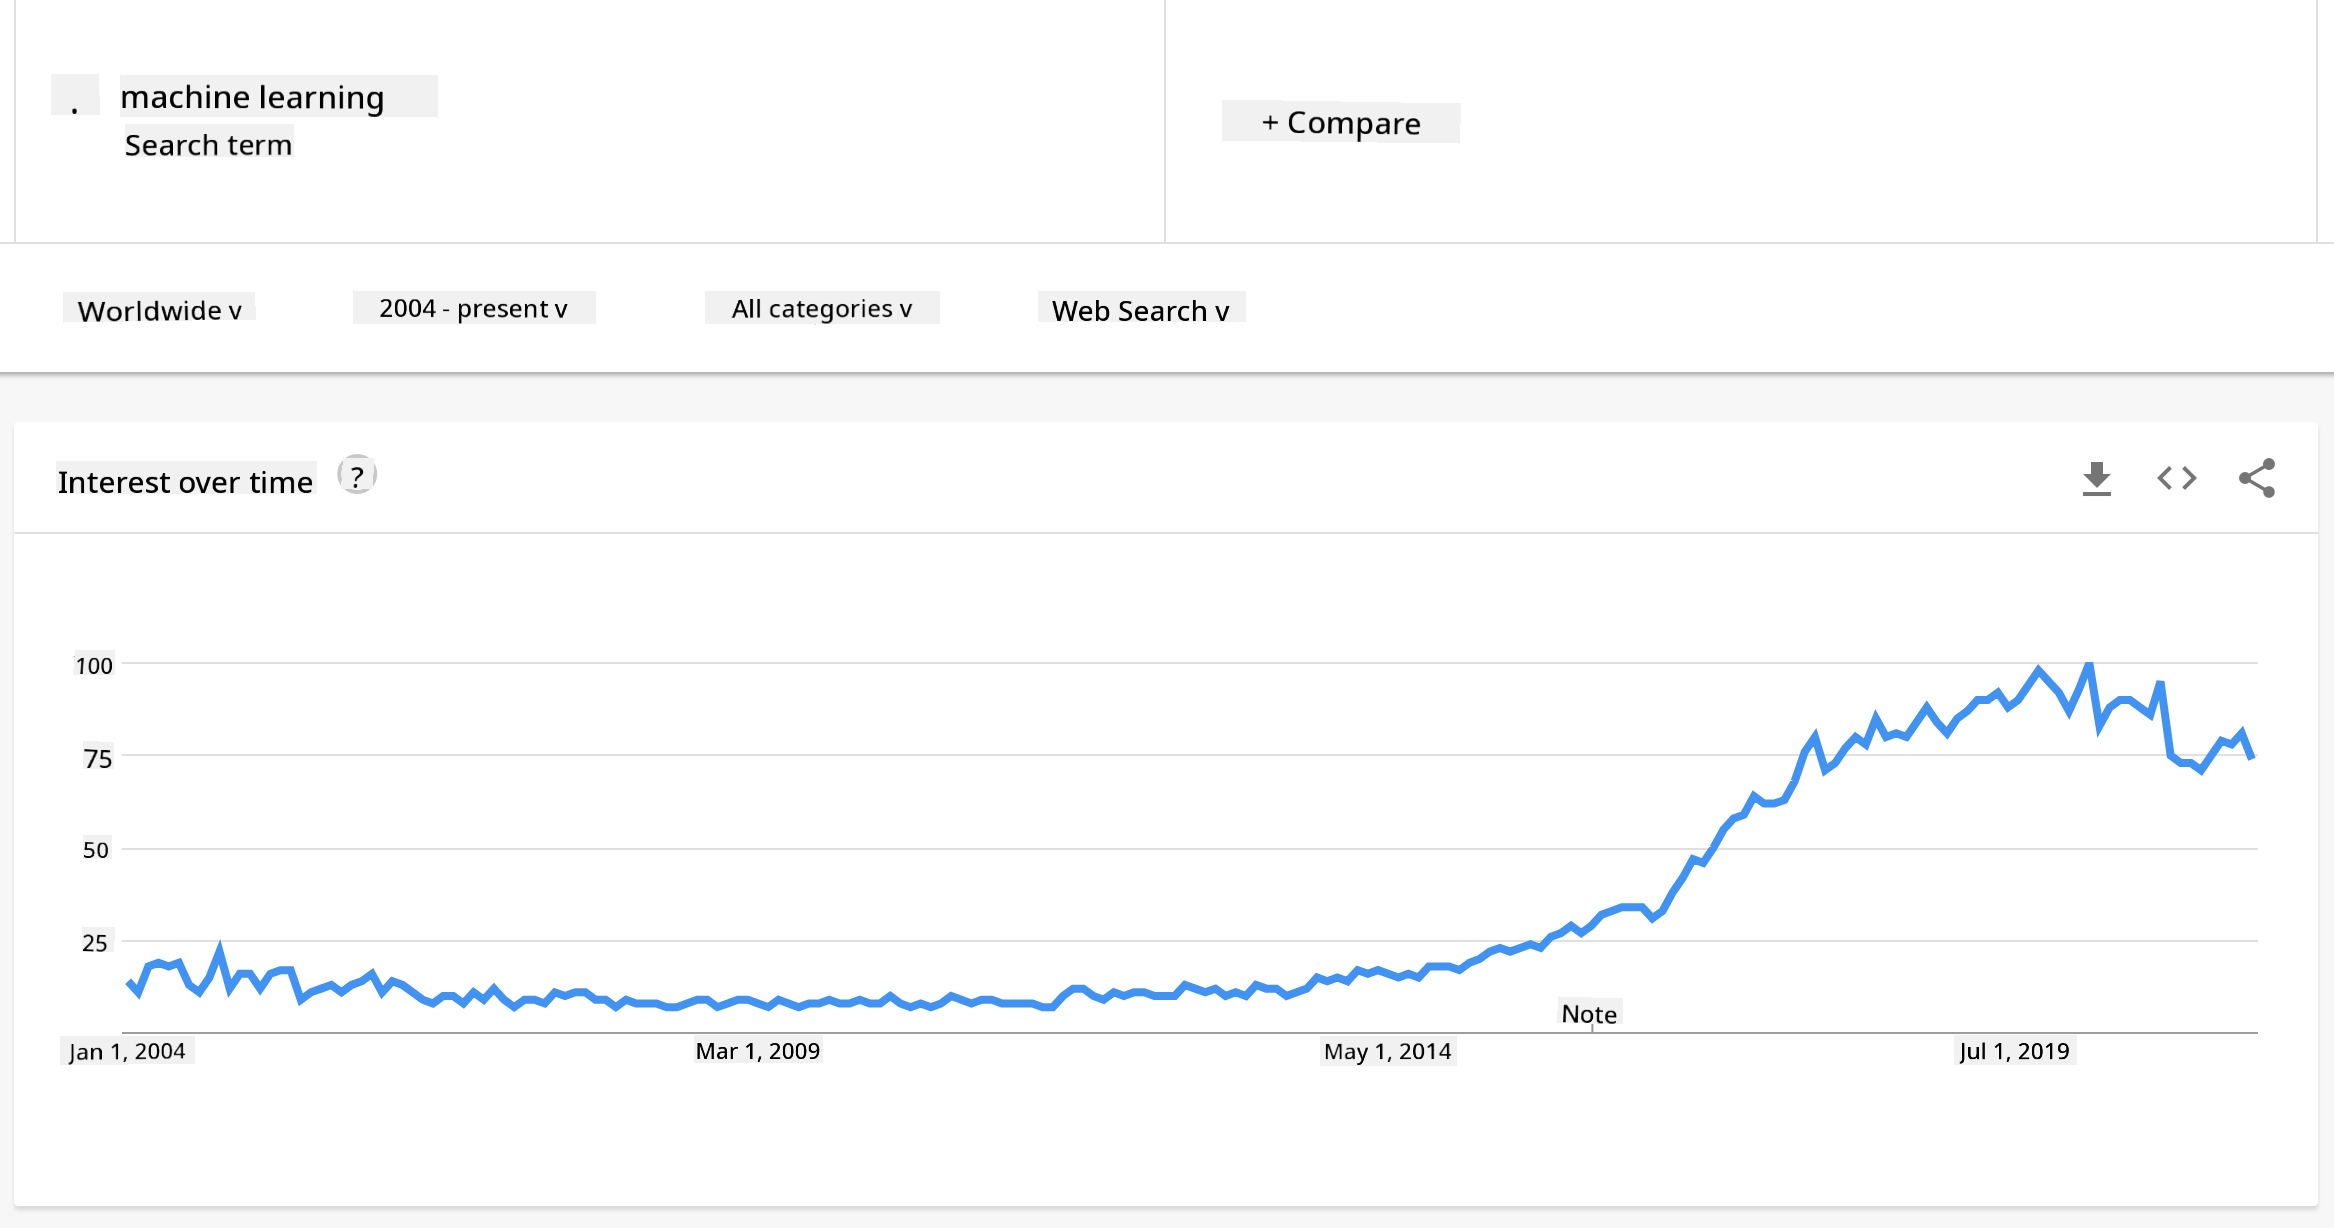 . machine learning
Search term
+ Compare
Worldwide v 2004 - present v All categories v Web Search v
Interest over time ?
100
75
50
25
Note
Jan 1, 2004 Mar 1, 2009 May 1, 2014 Jul 1, 2019